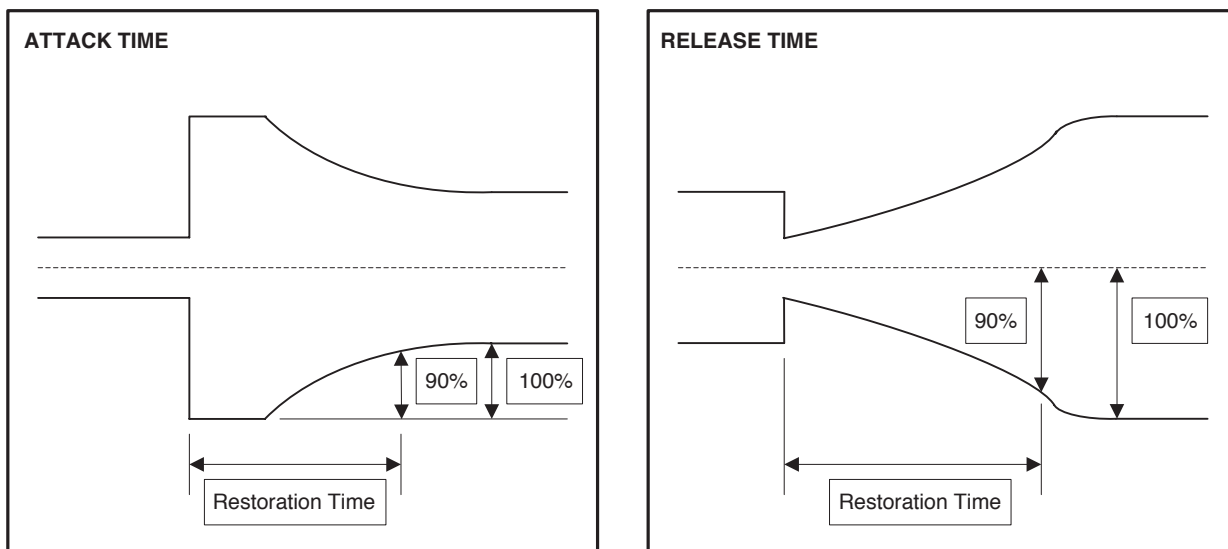 ATTACK TIME
90%
100%
Restoration Time
RELEASE TIME
90%
100%
Restoration Time